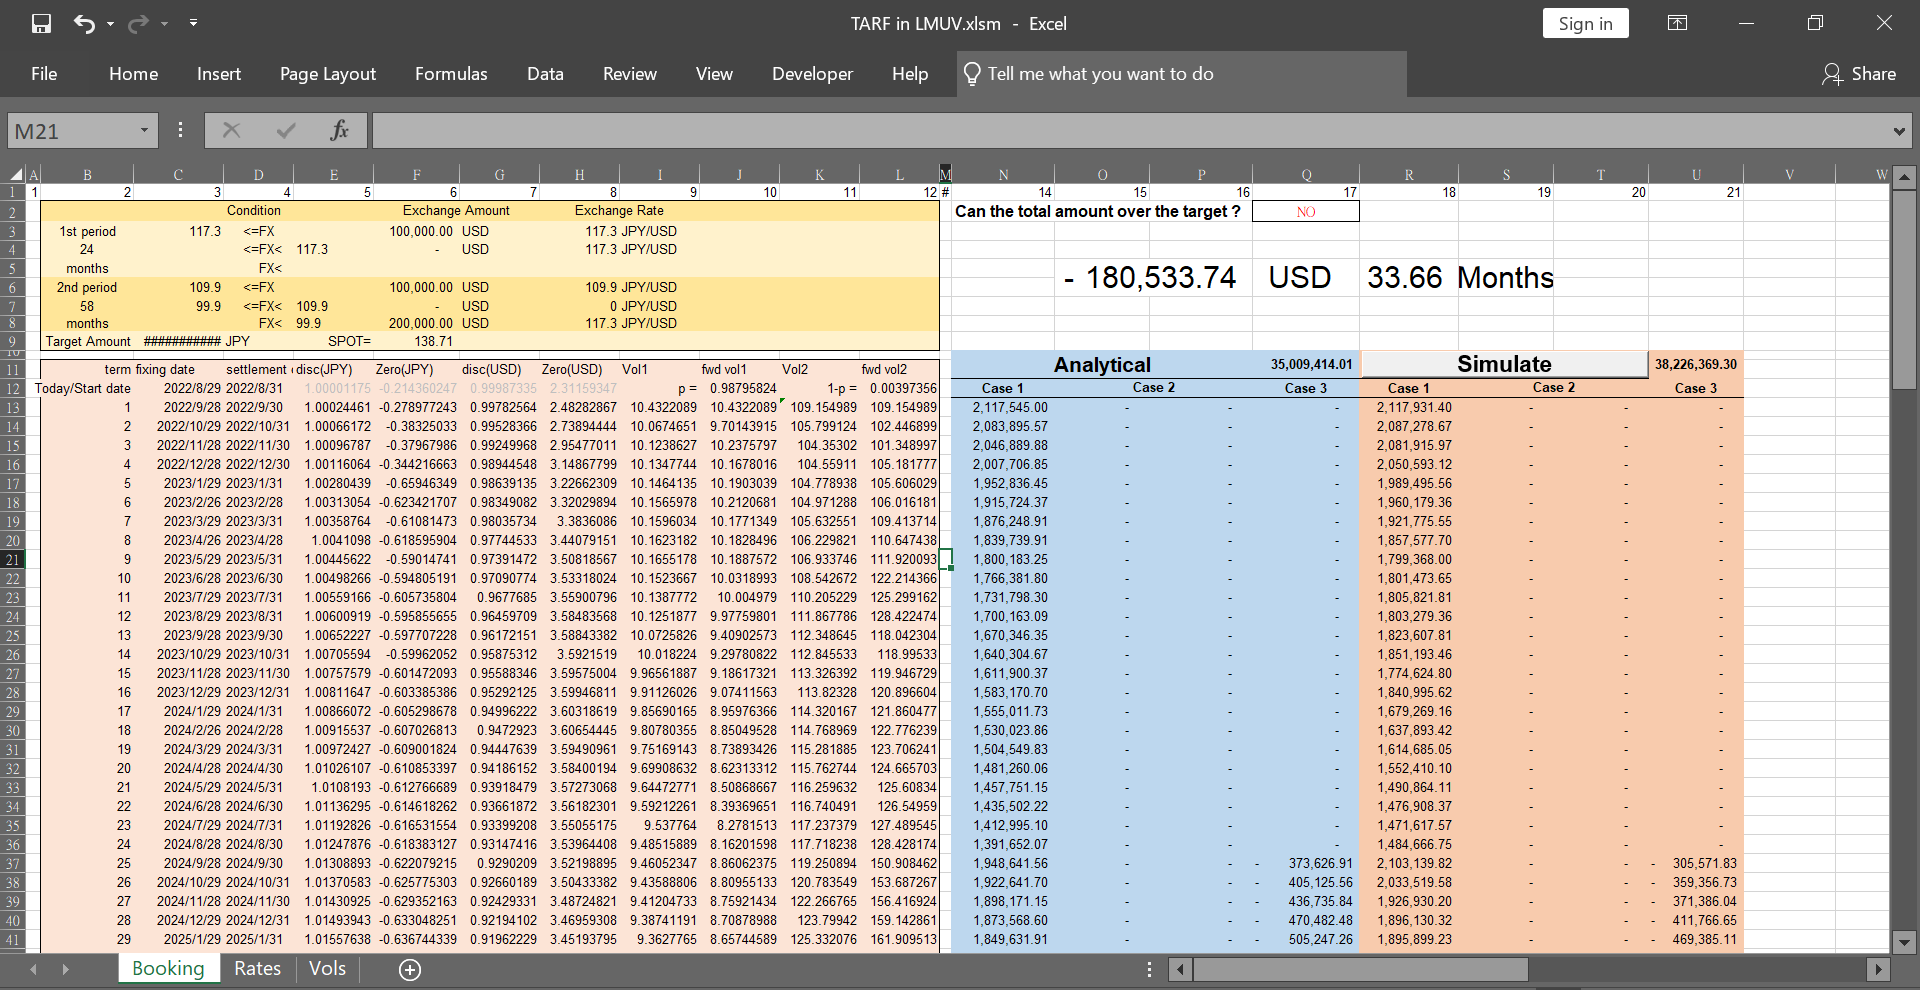 TARF in LMUV.xlsm - Excel
Sign in
File Home Insert Page Layout Formulas Data Review View Developer Help Tell me what you want to do Share
M21 fx
A B C D E F G H I J K L M N O P Q R S T U V W
1 1 2 3 4 5 6 7 8 9 10 11 12 # 14 15 16 17 18 19 20 21
2 Condition Exchange Amount Exchange Rate Can the total amount over the target ? NO
3 1st period 117.3 <=FX 100,000.00 USD 117.3 JPY/USD
4 24 <=FX< 117.3 - USD 117.3 JPY/USD
5 months FX<
- 180,533.74 USD 33.66 Months
6 2nd period 109.9 <=FX 100,000.00 USD 109.9 JPY/USD
7 58 99.9 <=FX< 109.9 - USD 0 JPY/USD
8 months FX< 99.9 200,000.00 USD 117.3 JPY/USD
9 Target Amount ########### JPY SPOT= 138.71
10
11 term fixing date settlement disc(JPY) Zero(JPY) disc(USD) Zero(USD) Vol1 fwd vol1 Vol2 fwd vol2 Analytical 35,009,414.01 Simulate 38,226,369.30
12 Today/Start date 2022/8/29 2022/8/31 1.00001175 -0.214360247 0.99987335 2.31159347 p = 0.98795824 1-p = 0.00397356 Case 1 Case 2 Case 3 Case 1 Case 2 Case 3
13 1 2022/9/28 2022/9/30 1.00024461 -0.278977243 0.99782564 2.48282867 10.4322089 10.4322089 109.154989 109.154989 2,117,545.00 - - - 2,117,931.40 - - -
14 2 2022/10/29 2022/10/31 1.00066172 -0.38325033 0.99528366 2.73894444 10.0674651 9.70143915 105.799124 102.446899 2,083,895.57 - - - 2,087,278.67 - - -
15 3 2022/11/28 2022/11/30 1.00096787 -0.37967986 0.99249968 2.95477011 10.1238627 10.2375797 104.35302 101.348997 2,046,889.88 - - - 2,081,915.97 - - -
16 4 2022/12/28 2022/12/30 1.00116064 -0.344216663 0.98944548 3.14867799 10.1347744 10.1678016 104.55911 105.181777 2,007,706.85 - - - 2,050,593.12 - - -
17 5 2023/1/29 2023/1/31 1.00280439 -0.65946349 0.98639135 3.22662309 10.1464135 10.1903039 104.778938 105.606029 1,952,836.45 - - - 1,989,495.56 - - -
18 6 2023/2/26 2023/2/28 1.00313054 -0.623421707 0.98349082 3.32029894 10.1565978 10.2120681 104.971288 106.016181 1,915,724.37 - - - 1,960,179.36 - - -
19 7 2023/3/29 2023/3/31 1.00358764 -0.61081473 0.98035734 3.3836086 10.1596034 10.1771349 105.632551 109.413714 1,876,248.91 - - - 1,921,775.55 - - -
20 8 2023/4/26 2023/4/28 1.0041098 -0.618595904 0.97744533 3.44079151 10.1623182 10.1828496 106.229821 110.647438 1,839,739.91 - - - 1,857,577.70 - - -
21 9 2023/5/29 2023/5/31 1.00445622 -0.59014741 0.97391472 3.50818567 10.1655178 10.1887572 106.933746 111.920093 1,800,183.25 - - - 1,799,368.00 - - -
22 10 2023/6/28 2023/6/30 1.00498266 -0.594805191 0.97090774 3.53318024 10.1523667 10.0318993 108.542672 122.214366 1,766,381.80 - - - 1,801,473.65 - - -
23 11 2023/7/29 2023/7/31 1.00559166 -0.605735804 0.9677685 3.55900796 10.1387772 10.004979 110.205229 125.299162 1,731,798.30 - - - 1,805,821.81 - - -
24 12 2023/8/29 2023/8/31 1.00600919 -0.595855655 0.96459709 3.58483568 10.1251877 9.97759801 111.867786 128.422474 1,700,163.09 - - - 1,803,279.36 - - -
25 13 2023/9/28 2023/9/30 1.00652227 -0.597707228 0.96172151 3.58843382 10.0725826 9.40902573 112.348645 118.042304 1,670,346.35 - - - 1,823,607.81 - - -
26 14 2023/10/29 2023/10/31 1.00705594 -0.59962052 0.95875312 3.5921519 10.018224 9.29780822 112.845533 118.99533 1,640,304.67 - - - 1,851,193.46 - - -
27 15 2023/11/28 2023/11/30 1.00757579 -0.601472093 0.95588346 3.59575004 9.96561887 9.18617321 113.326392 119.946729 1,611,900.37 - - - 1,774,624.80 - - -
28 16 2023/12/29 2023/12/31 1.00811647 -0.603385386 0.95292125 3.59946811 9.91126026 9.07411563 113.82328 120.896604 1,583,170.70 - - - 1,840,995.62 - - -
29 17 2024/1/29 2024/1/31 1.00866072 -0.605298678 0.94996222 3.60318619 9.85690165 8.95976366 114.320167 121.860477 1,555,011.73 - - - 1,679,269.16 - - -
30 18 2024/2/26 2024/2/28 1.00915537 -0.607026813 0.9472923 3.60654445 9.80780355 8.85049528 114.768969 122.776239 1,530,023.86 - - - 1,637,893.42 - - -
31 19 2024/3/29 2024/3/31 1.00972427 -0.609001824 0.94447639 3.59490961 9.75169143 8.73893426 115.281885 123.706241 1,504,549.83 - - - 1,614,685.05 - - -
32 20 2024/4/28 2024/4/30 1.01026107 -0.610853397 0.94186152 3.58400194 9.69908632 8.62313312 115.762744 124.665703 1,481,260.06 - - - 1,552,410.10 - - -
33 21 2024/5/29 2024/5/31 1.0108193 -0.612766689 0.93918479 3.57273068 9.64472771 8.50868667 116.259632 125.60834 1,457,751.15 - - - 1,490,864.11 - - -
34 22 2024/6/28 2024/6/30 1.01136295 -0.614618262 0.93661872 3.56182301 9.59212261 8.39369651 116.740491 126.54959 1,435,502.22 - - - 1,476,908.37 - - -
35 23 2024/7/29 2024/7/31 1.01192826 -0.616531554 0.93399208 3.55055175 9.537764 8.2781513 117.237379 127.489545 1,412,995.10 - - - 1,471,617.57 - - -
36 24 2024/8/28 2024/8/30 1.01247876 -0.618383127 0.93147416 3.53964408 9.48515889 8.16201598 117.718238 128.428174 1,391,652.07 - - - 1,484,666.75 - - -
37 25 2024/9/28 2024/9/30 1.01308893 -0.622079215 0.9290209 3.52198895 9.46052347 8.86062375 119.250894 150.908462 1,948,641.56 - - - 373,626.91 2,103,139.82 - - - 305,571.83
38 26 2024/10/29 2024/10/31 1.01370583 -0.625775303 0.92660189 3.50433382 9.43588806 8.80955133 120.783549 153.687267 1,922,641.70 - - - 405,125.56 2,033,519.58 - - - 359,356.73
39 27 2024/11/28 2024/11/30 1.01430925 -0.629352163 0.92429331 3.48724821 9.41204733 8.75921434 122.266765 156.416924 1,898,171.15 - - - 436,735.84 1,926,930.20 - - - 371,386.04
40 28 2024/12/29 2024/12/31 1.01493943 -0.633048251 0.92194102 3.46959308 9.38741191 8.70878988 123.79942 159.142861 1,873,568.60 - - - 470,482.48 1,896,130.32 - - - 411,766.65
41 29 2025/1/29 2025/1/31 1.01557638 -0.636744339 0.91962229 3.45193795 9.3627765 8.65744589 125.332076 161.909513 1,849,631.91 - - - 505,247.26 1,895,899.23 - - - 469,385.11
Booking Rates Vols